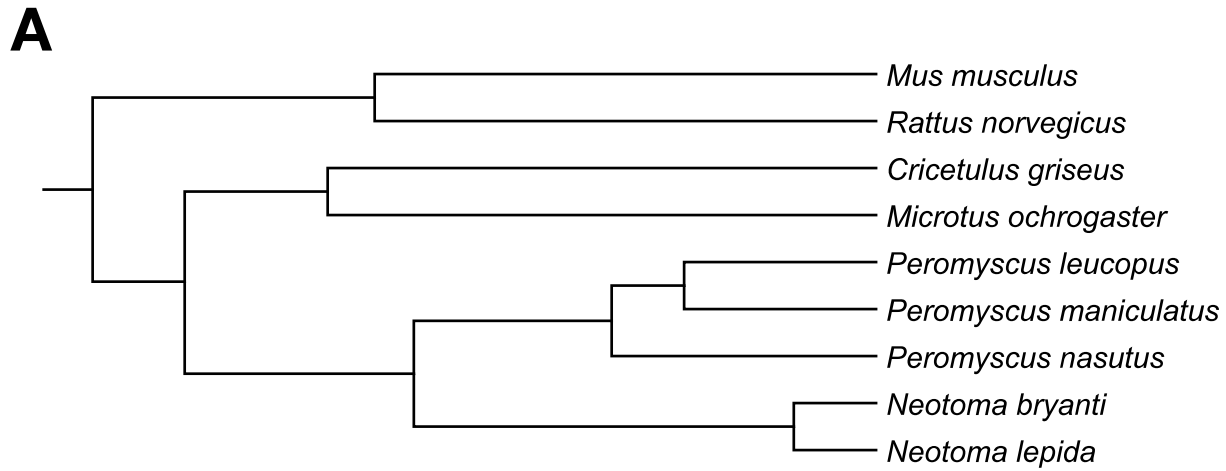 A
Mus musculus
Rattus norvegicus
Cricetulus griseus
Microtus ochrogaster
Peromyscus leucopus
Peromyscus maniculatus
Peromyscus nasutus
Neotoma bryanti
Neotoma lepida